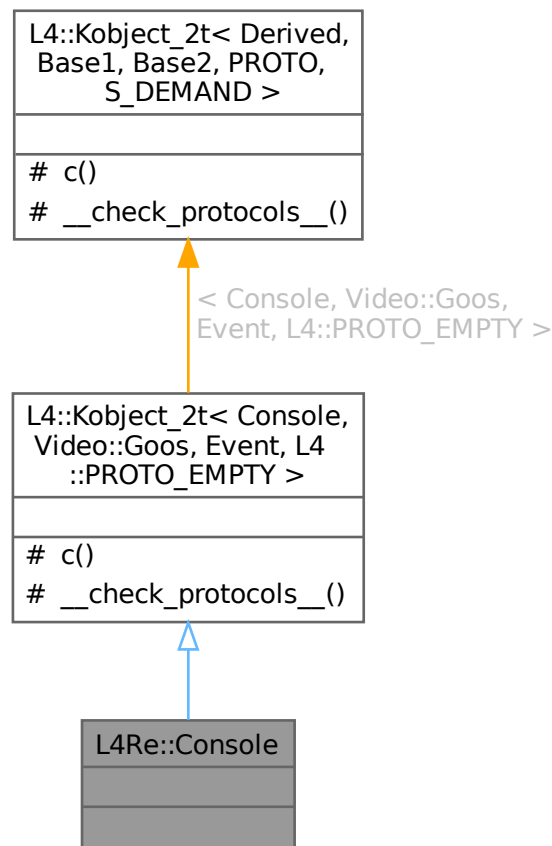 L4::Kobject_2t< Derived,
Base1, Base2, PROTO,
S_DEMAND >
# c()
# __check_protocols__()
< Console, Video::Goos,
Event, L4::PROTO_EMPTY >
L4::Kobject_2t< Console,
Video::Goos, Event, L4
::PROTO_EMPTY >
# c()
# __check_protocols__()
L4Re::Console